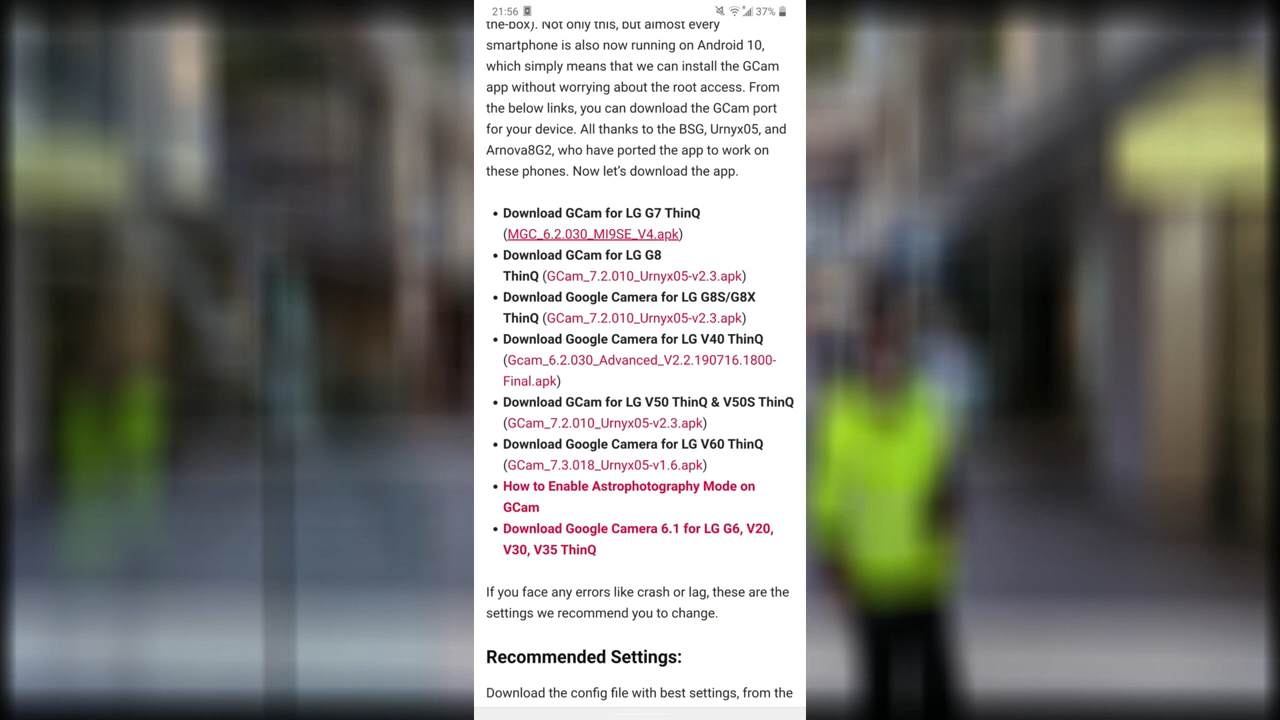 21:56 37%
the-box). Not only this, but almost every
smartphone is also now running on Android 10,
which simply means that we can install the GCam
app without worrying about the root access. From
the below links, you can download the GCam port
for your device. All thanks to the BSG, Urnyx05, and
Arnova8G2, who have ported the app to work on
these phones. Now let’s download the app.
• Download GCam for LG G7 ThinQ
(MGC_6.2.030_MI9SE_V4.apk)
• Download GCam for LG G8
ThinQ (GCam_7.2.010_Urnyx05-v2.3.apk)
• Download Google Camera for LG G8S/G8X
ThinQ (GCam_7.2.010_Urnyx05-v2.3.apk)
• Download Google Camera for LG V40 ThinQ
(Gcam_6.2.030_Advanced_V2.2.190716.1800-
Final.apk)
• Download GCam for LG V50 ThinQ & V50S ThinQ
(GCam_7.2.010_Urnyx05-v2.3.apk)
• Download Google Camera for LG V60 ThinQ
(GCam_7.3.018_Urnyx05-v1.6.apk)
• How to Enable Astrophotography Mode on
GCam
• Download Google Camera 6.1 for LG G6, V20,
V30, V35 ThinQ
If you face any errors like crash or lag, these are the
settings we recommend you to change.
Recommended Settings:
Download the config file with best settings, from the